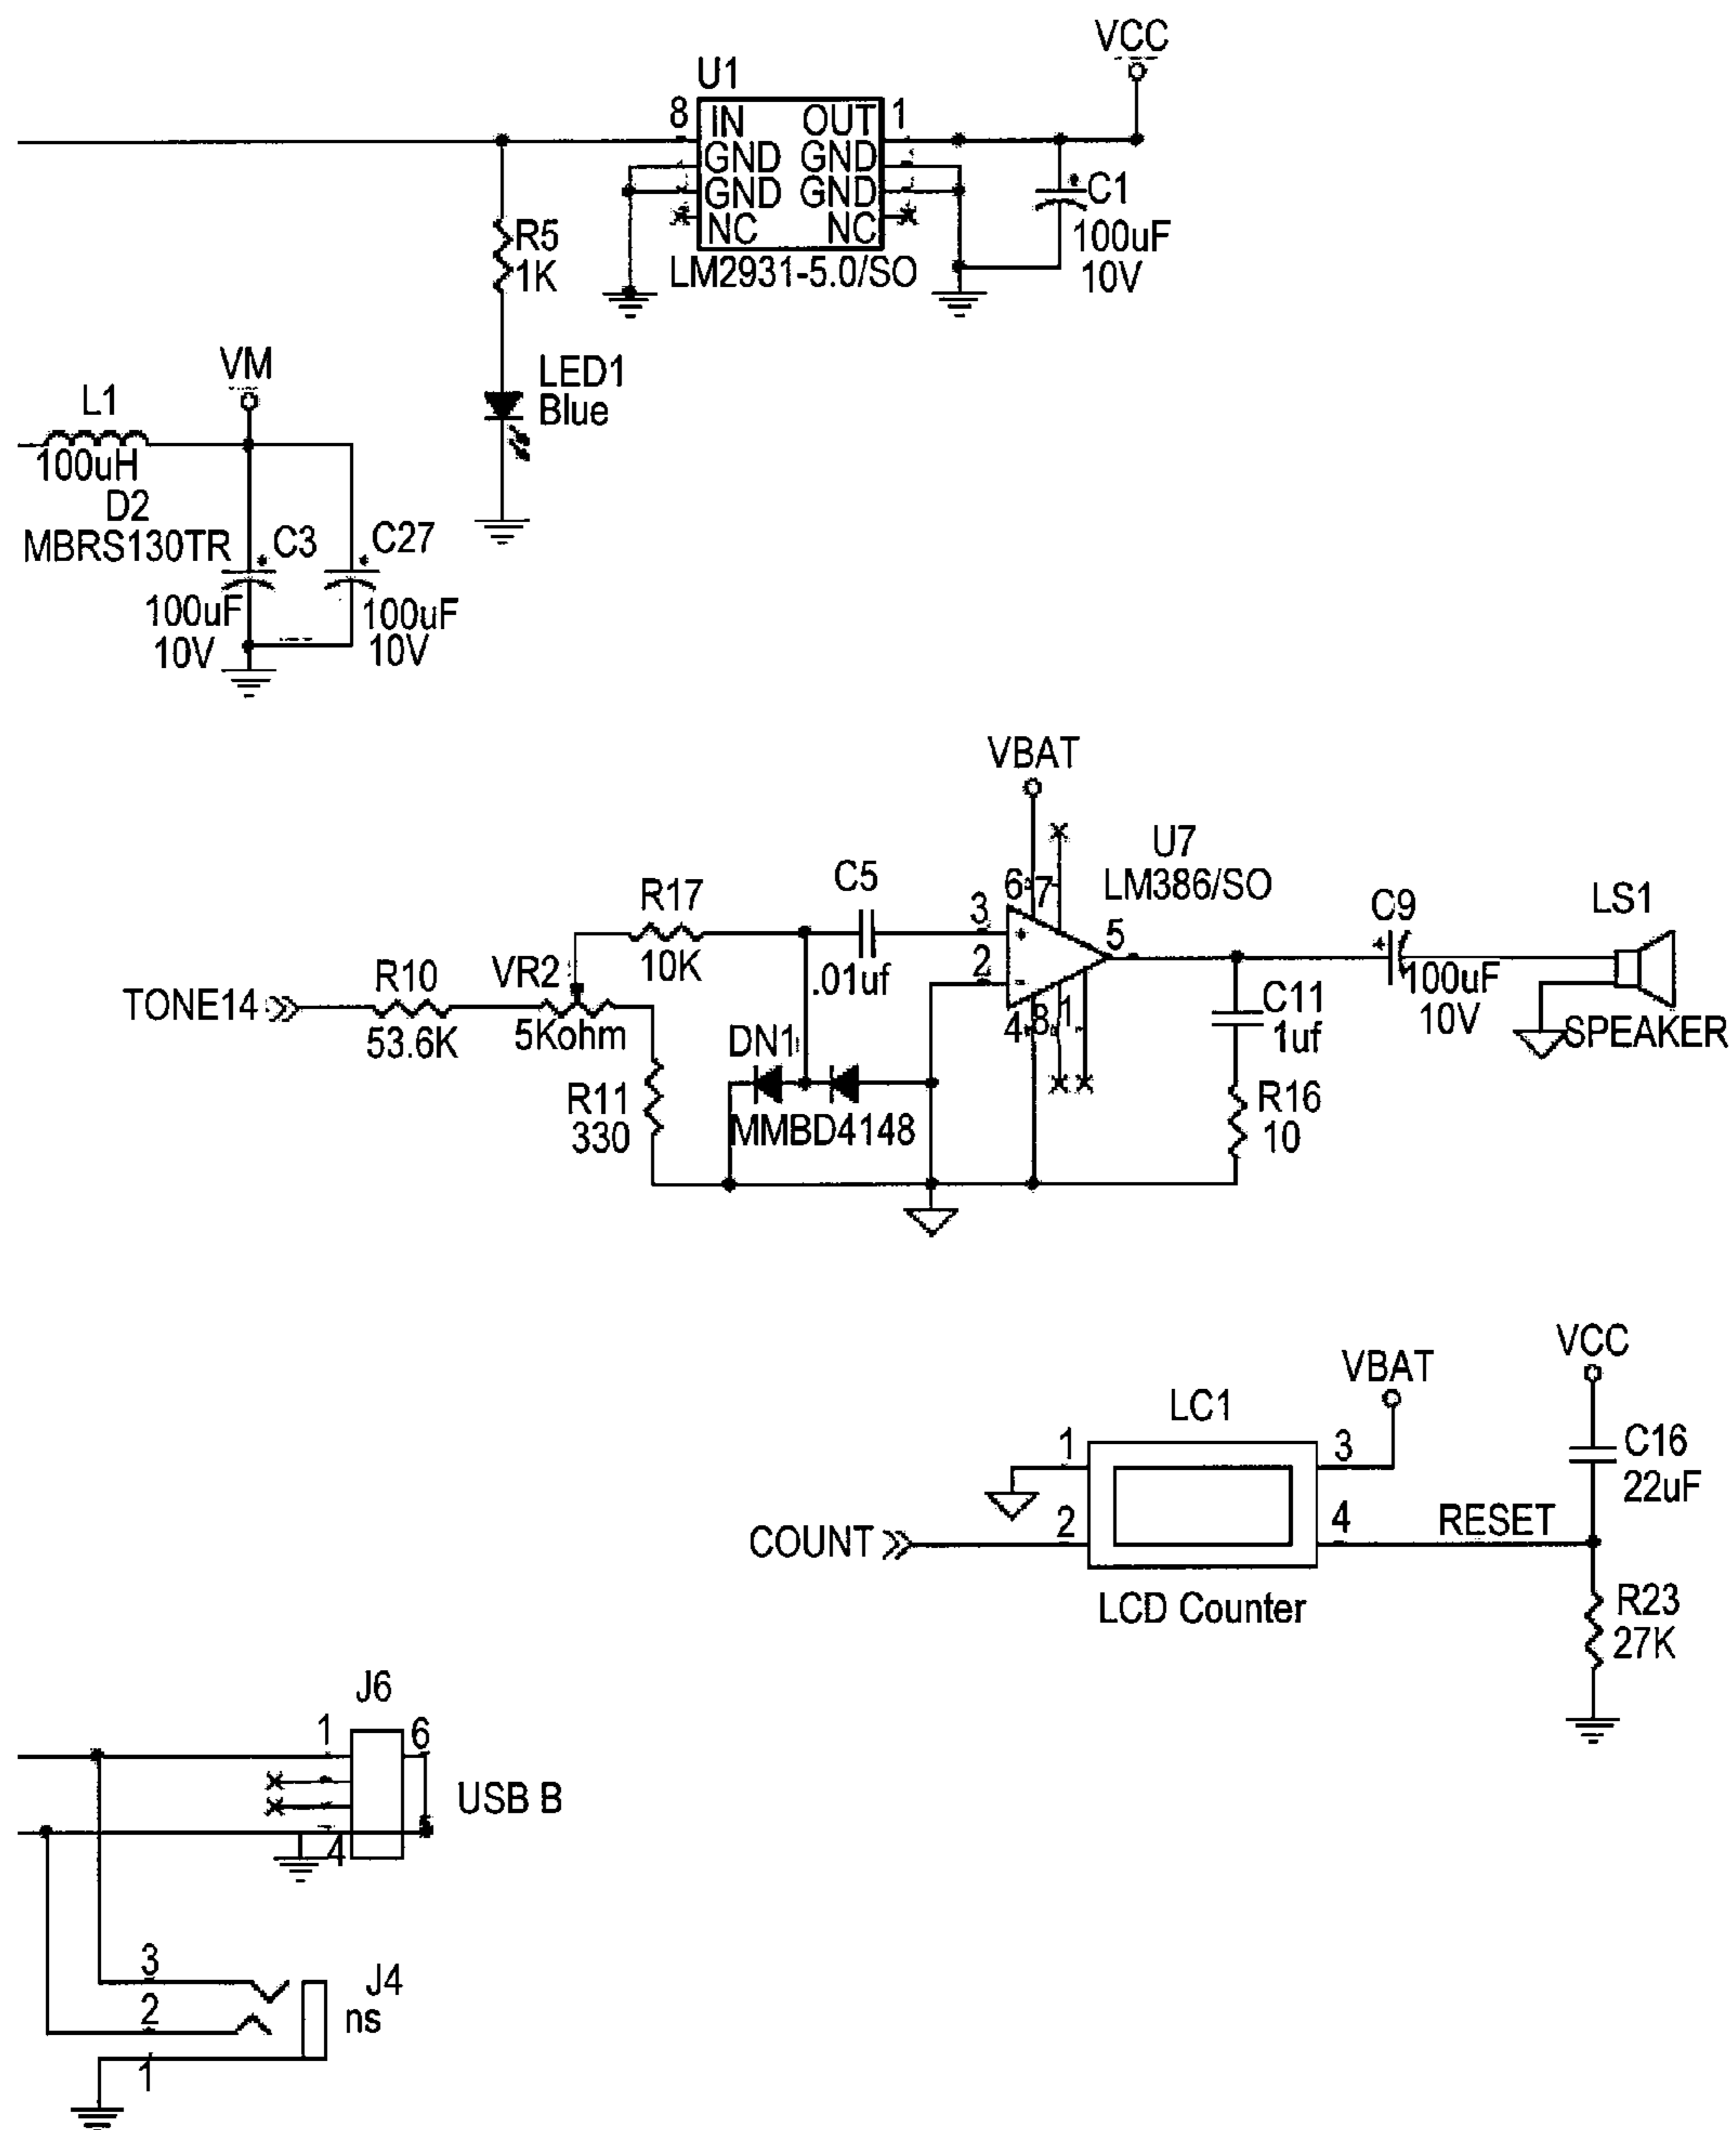 VCC
U1
8 IN OUT 1
GND GND
GND GND
NC NC
LM2931-5.0/SO
C1
100uF
10V
R5
1K
LED1
Blue
VM
L1
100uH
D2
MBRS130TR
C3
100uF
10V
C27
100uF
10V
VBAT
U7
LM386/SO
6 7
3
2
5
4 8 1
C5
.01uf
R17
10K
VR2
5Kohm
R10
53.6K
TONE14
R11
330
DN1
MMBD4148
C9
100uF
10V
LS1
SPEAKER
C11
1uf
R16
10
VCC
VBAT
LC1
1
3
2
4
COUNT
RESET
LCD Counter
C16
22uF
R23
27K
J6
1
6
4
USB B
3
2
1
J4
ns